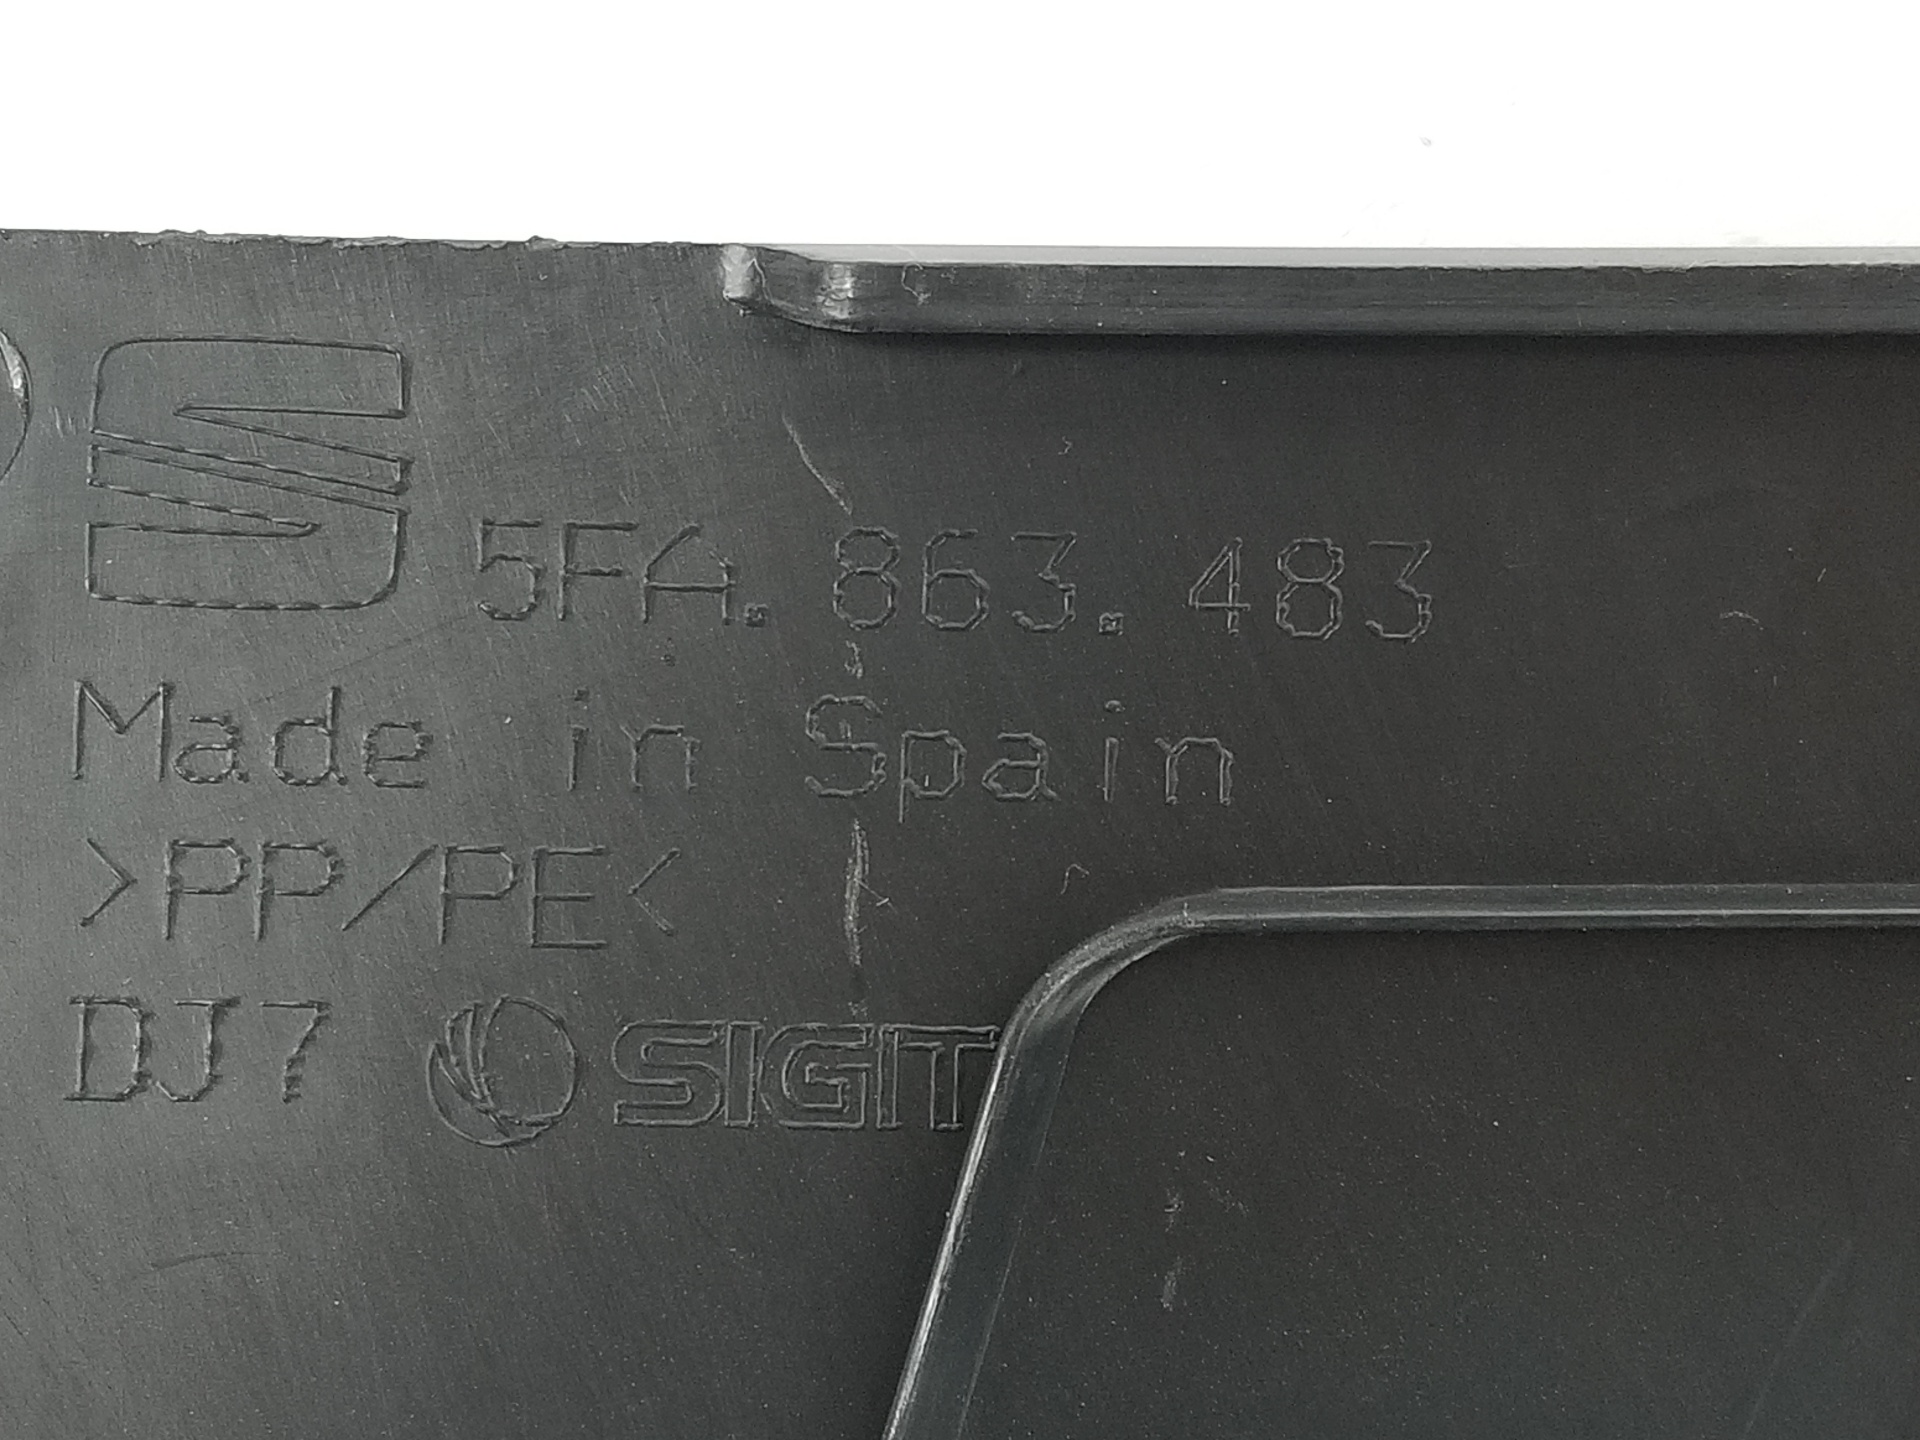 5FA. 863. 483
Made in Spain
>PP/PE<
DJ7 SIGIT